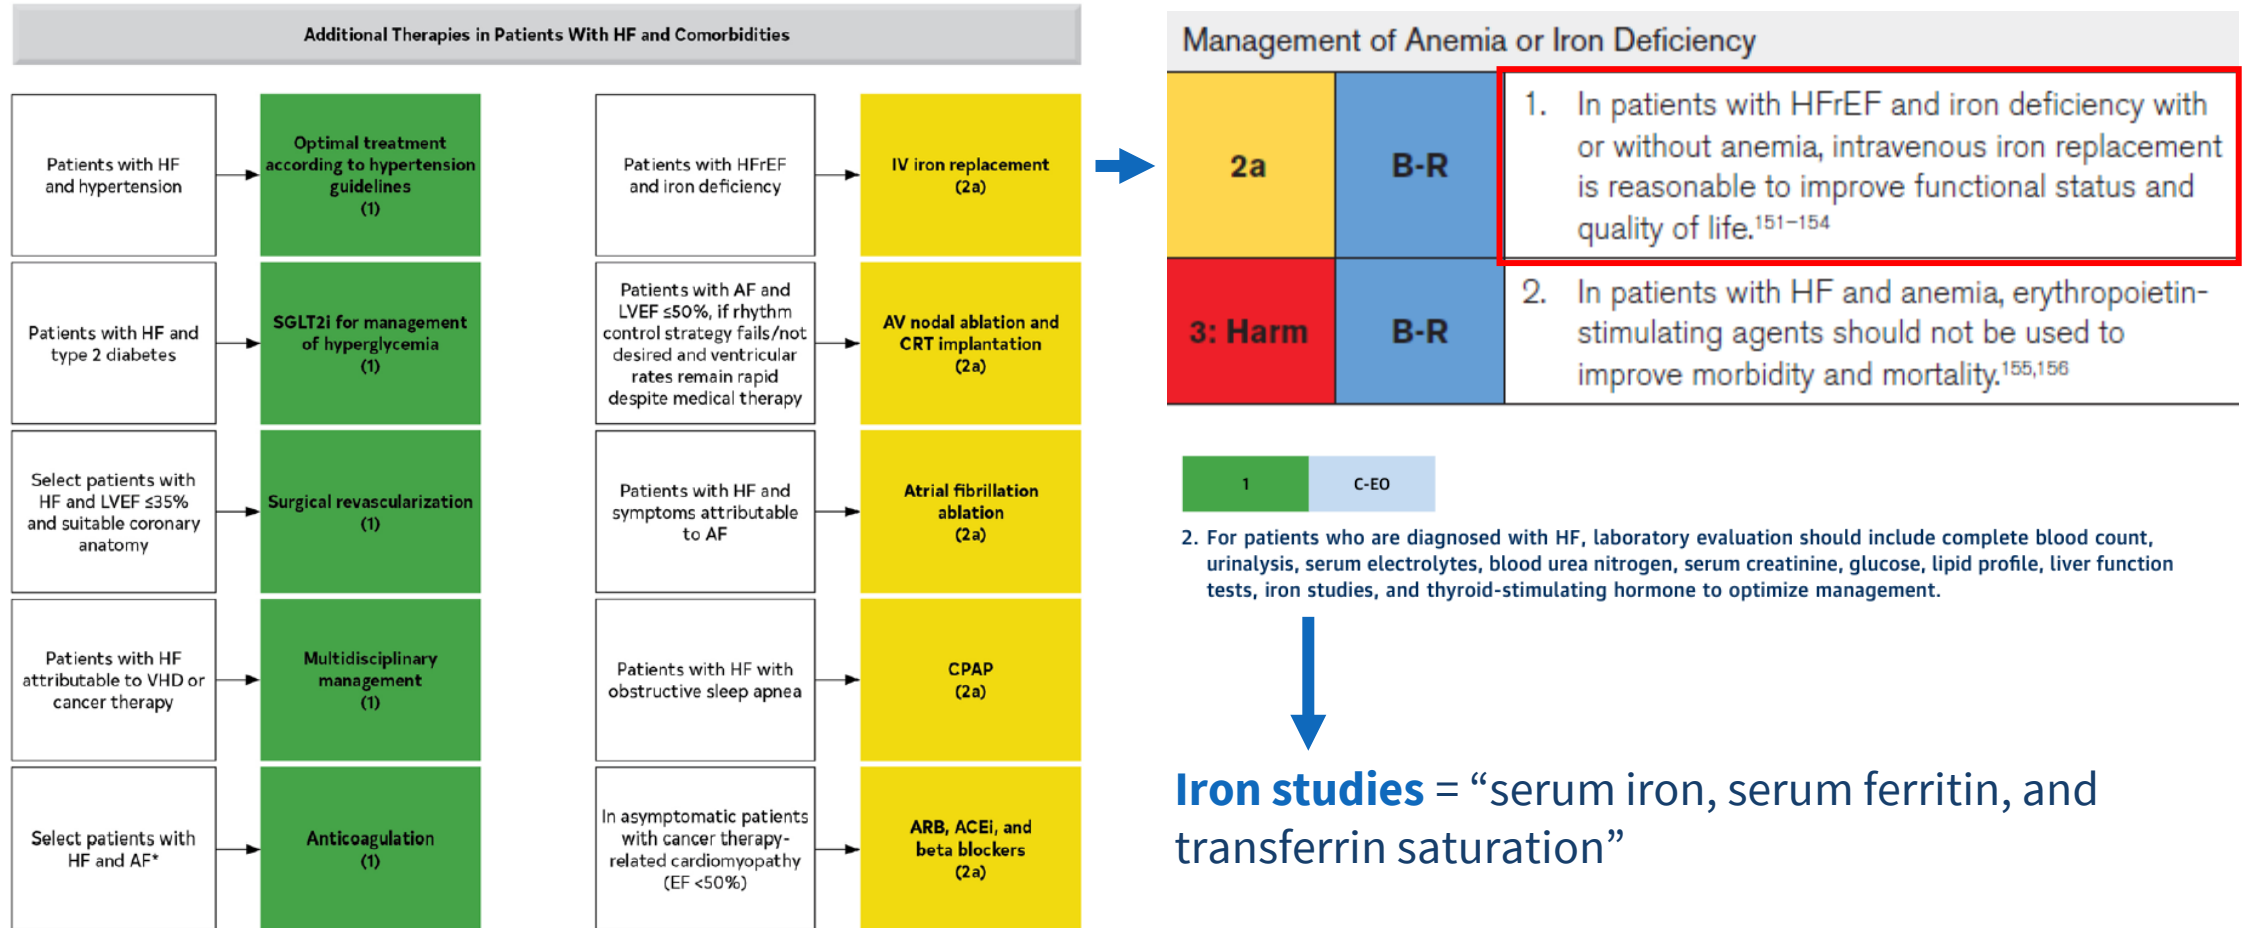 Additional Therapies in Patients With HF and Comorbidities
Patients with HF
and hypertension
Optimal treatment
according to hypertension
guidelines
(1)
Patients with HF and
type 2 diabetes
SGLT2i for management
of hyperglycemia
(1)
Select patients with
HF and LVEF ≤35%
and suitable coronary
anatomy
Surgical revascularization
(1)
Patients with HF
attributable to VHD or
cancer therapy
Multidisciplinary
management
(1)
Select patients with
HF and AF*
Anticoagulation
(1)
Patients with HFrEF
and iron deficiency
IV iron replacement
(2a)
Patients with AF and
LVEF ≤50%, if rhythm
control strategy fails/not
desired and ventricular
rates remain rapid
despite medical therapy
AV nodal ablation and
CRT implantation
(2a)
Patients with HF and
symptoms attributable
to AF
Atrial fibrillation
ablation
(2a)
Patients with HF with
obstructive sleep apnea
CPAP
(2a)
In asymptomatic patients
with cancer therapy-
related cardiomyopathy
(EF <50%)
ARB, ACEi, and
beta blockers
(2a)
Management of Anemia or Iron Deficiency
2a
B-R
1. In patients with HFrEF and iron deficiency with
or without anemia, intravenous iron replacement
is reasonable to improve functional status and
quality of life.151–154
3: Harm
B-R
2. In patients with HF and anemia, erythropoietin-
stimulating agents should not be used to
improve morbidity and mortality.155,156
1
C-EO
2. For patients who are diagnosed with HF, laboratory evaluation should include complete blood count,
urinalysis, serum electrolytes, blood urea nitrogen, serum creatinine, glucose, lipid profile, liver function
tests, iron studies, and thyroid-stimulating hormone to optimize management.
Iron studies = “serum iron, serum ferritin, and
transferrin saturation”